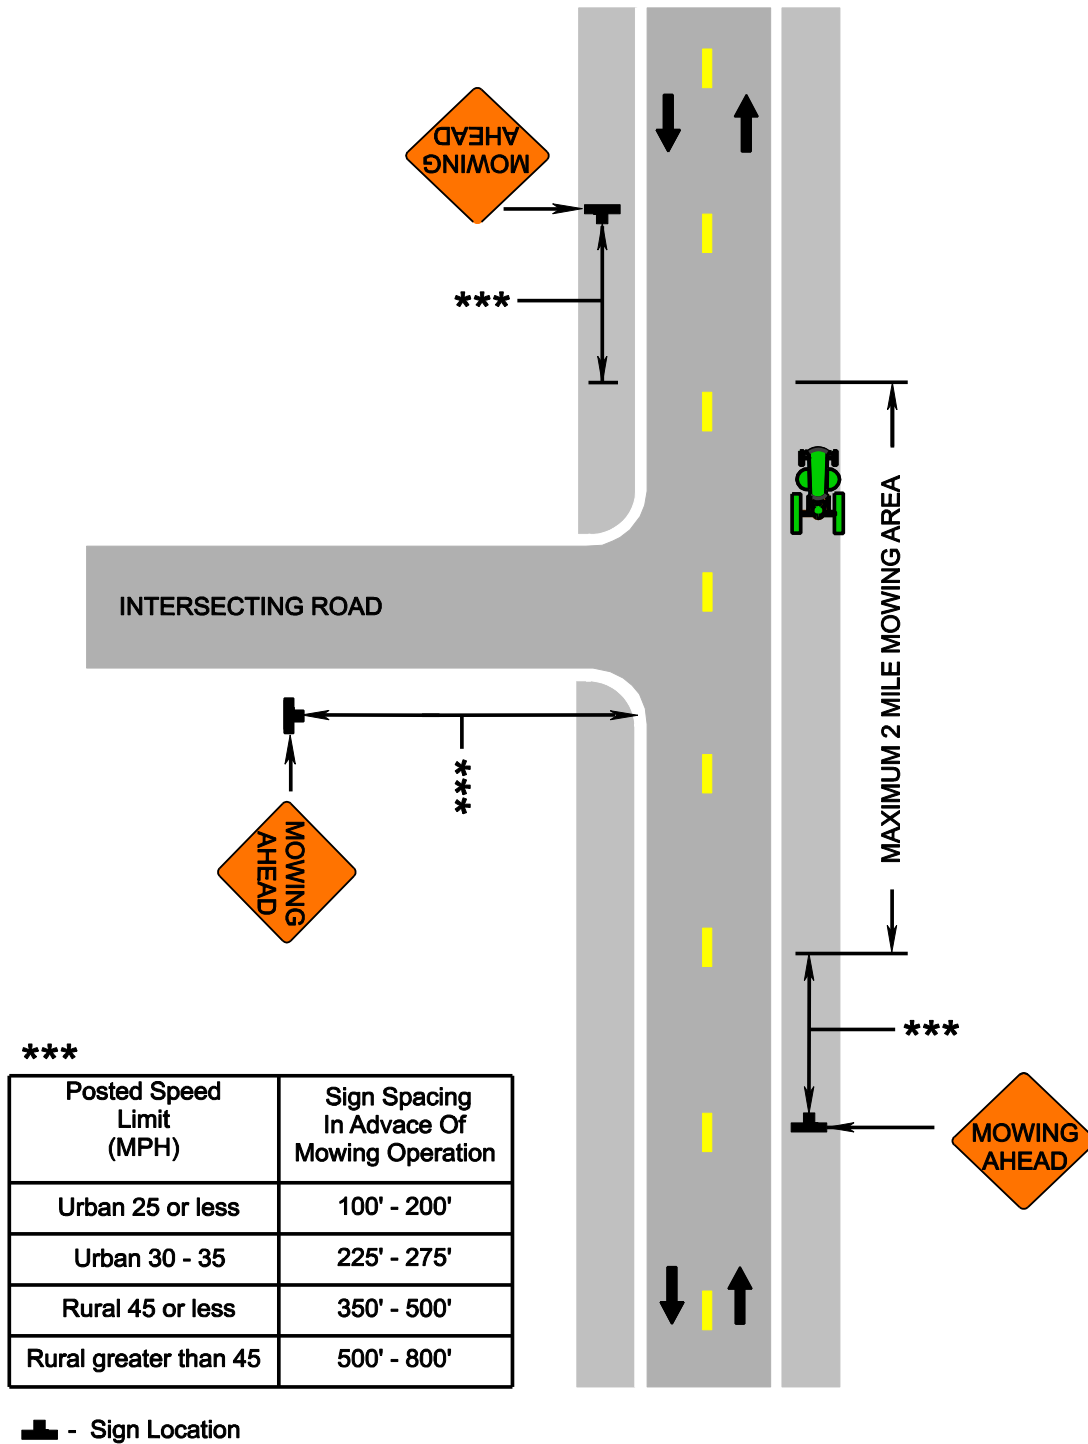 MOWING
AHEAD
***
INTERSECTING ROAD
MAXIMUM 2 MILE MOWING AREA
***
MOWING
AHEAD
***
MOWING
AHEAD
***
Posted Speed
Limit
(MPH)
Sign Spacing
In Advace Of
Mowing Operation
Urban 25 or less
100' - 200'
Urban 30 - 35
225' - 275'
Rural 45 or less
350' - 500'
Rural greater than 45
500' - 800'
- Sign Location